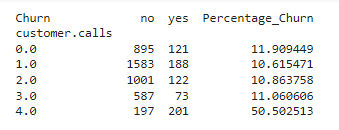 Churn no yes Percentage_Churn
customer.calls
0.0 895 121 11.909449
1.0 1583 188 10.615471
2.0 1001 122 10.863758
3.0 587 73 11.060606
4.0 197 201 50.502513